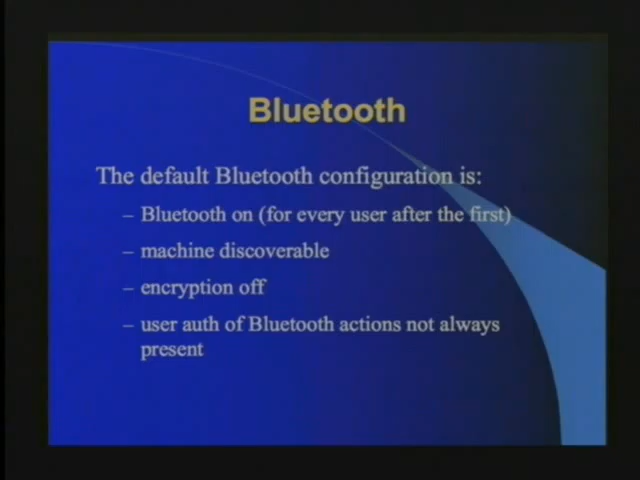 Bluetooth
The default Bluetooth configuration is:
– Bluetooth on (for every user after the first)
– machine discoverable
– encryption off
– user auth of Bluetooth actions not always
present